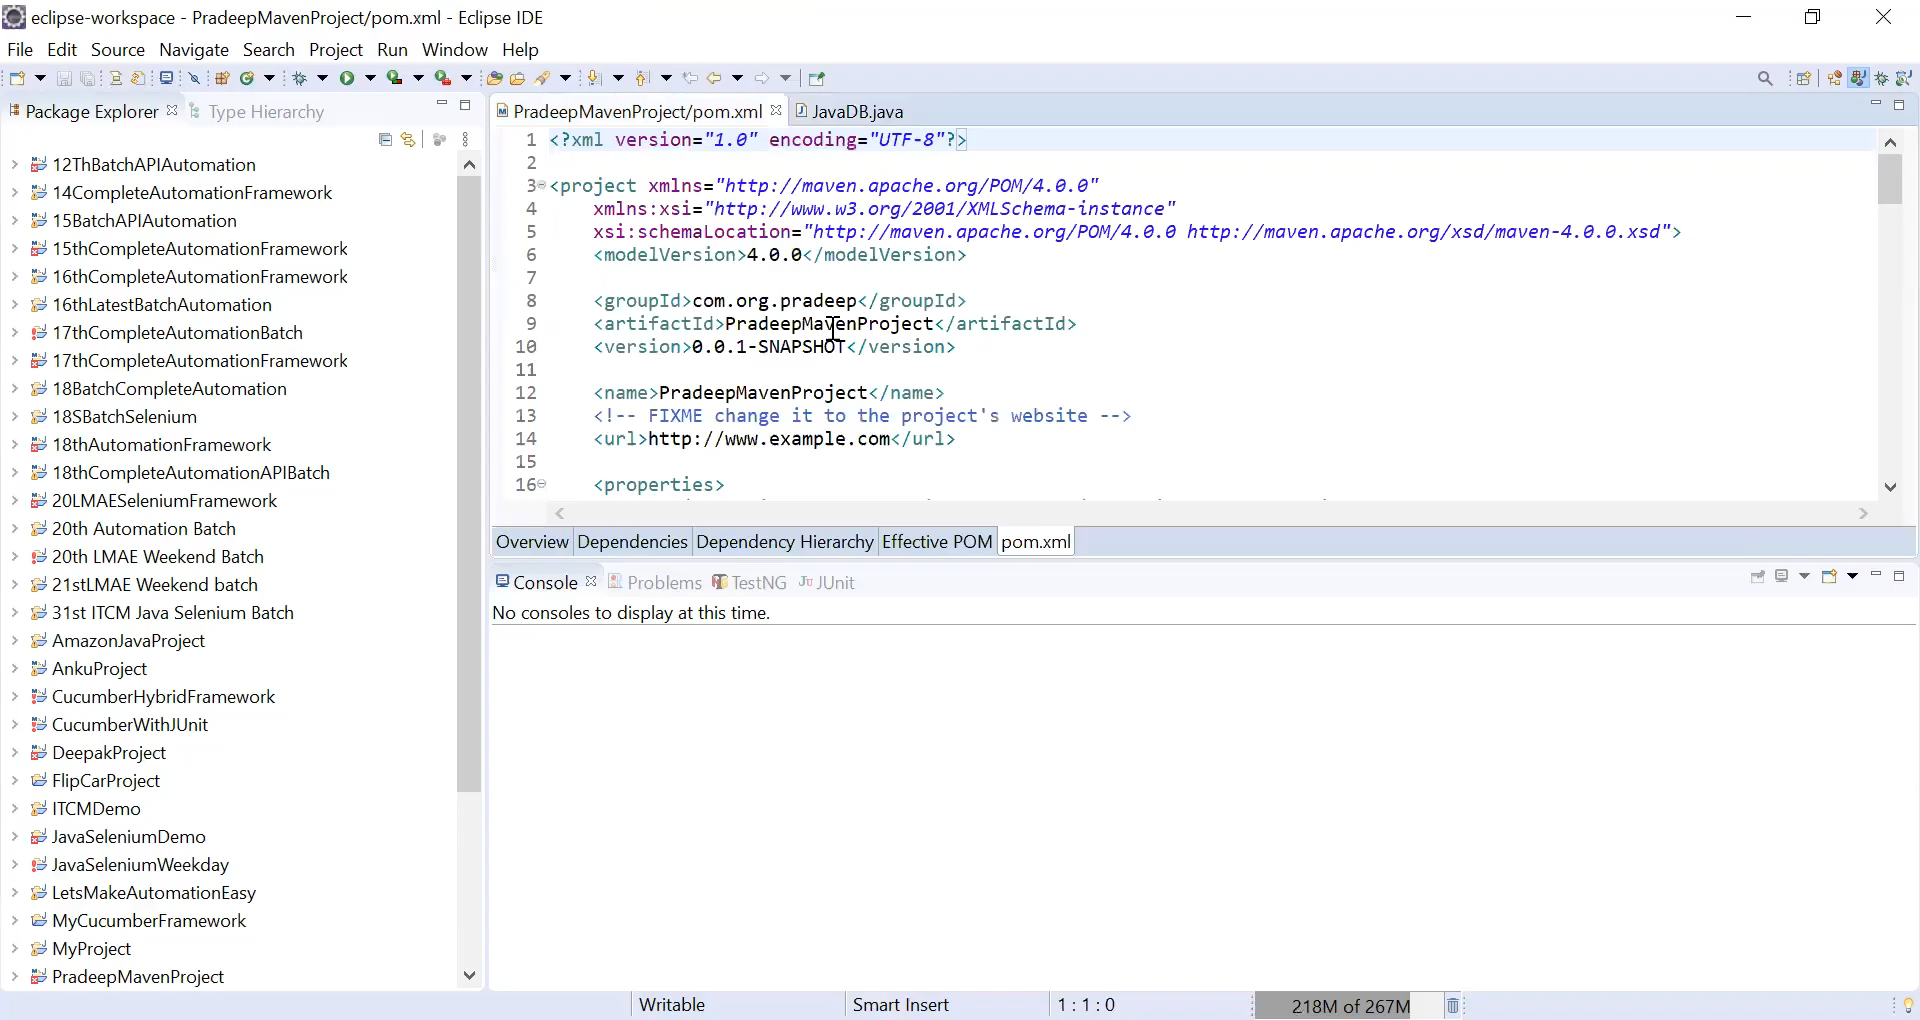 eclipse-workspace - PradeepMavenProject/pom.xml - Eclipse IDE
File Edit Source Navigate Search Project Run Window Help
Package Explorer Type Hierarchy
12ThBatchAPIAutomation
14CompleteAutomationFramework
15BatchAPIAutomation
15thCompleteAutomationFramework
16thCompleteAutomationFramework
16thLatestBatchAutomation
17thCompleteAutomationBatch
17thCompleteAutomationFramework
18BatchCompleteAutomation
18SBatchSelenium
18thAutomationFramework
18thCompleteAutomationAPIBatch
20LMAESeleniumFramework
20th Automation Batch
20th LMAE Weekend Batch
21stLMAE Weekend batch
31st ITCM Java Selenium Batch
AmazonJavaProject
AnkuProject
CucumberHybridFramework
CucumberWithJUnit
DeepakProject
FlipCarProject
ITCMDemo
JavaSeleniumDemo
JavaSeleniumWeekday
LetsMakeAutomationEasy
MyCucumberFramework
MyProject
PradeepMavenProject
PradeepMavenProject/pom.xml JavaDB.java
1 <?xml version="1.0" encoding="UTF-8"?>
2
3 <project xmlns="http://maven.apache.org/POM/4.0.0"
4 xmlns:xsi="http://www.w3.org/2001/XMLSchema-instance"
5 xsi:schemaLocation="http://maven.apache.org/POM/4.0.0 http://maven.apache.org/xsd/maven-4.0.0.xsd">
6 <modelVersion>4.0.0</modelVersion>
7
8 <groupId>com.org.pradeep</groupId>
9 <artifactId>PradeepMavenProject</artifactId>
10 <version>0.0.1-SNAPSHOT</version>
11
12 <name>PradeepMavenProject</name>
13 <!-- FIXME change it to the project's website -->
14 <url>http://www.example.com</url>
15
16 <properties>
Overview Dependencies Dependency Hierarchy Effective POM pom.xml
Console Problems TestNG JUnit
No consoles to display at this time.
Writable Smart Insert 1 : 1 : 0 218M of 267M